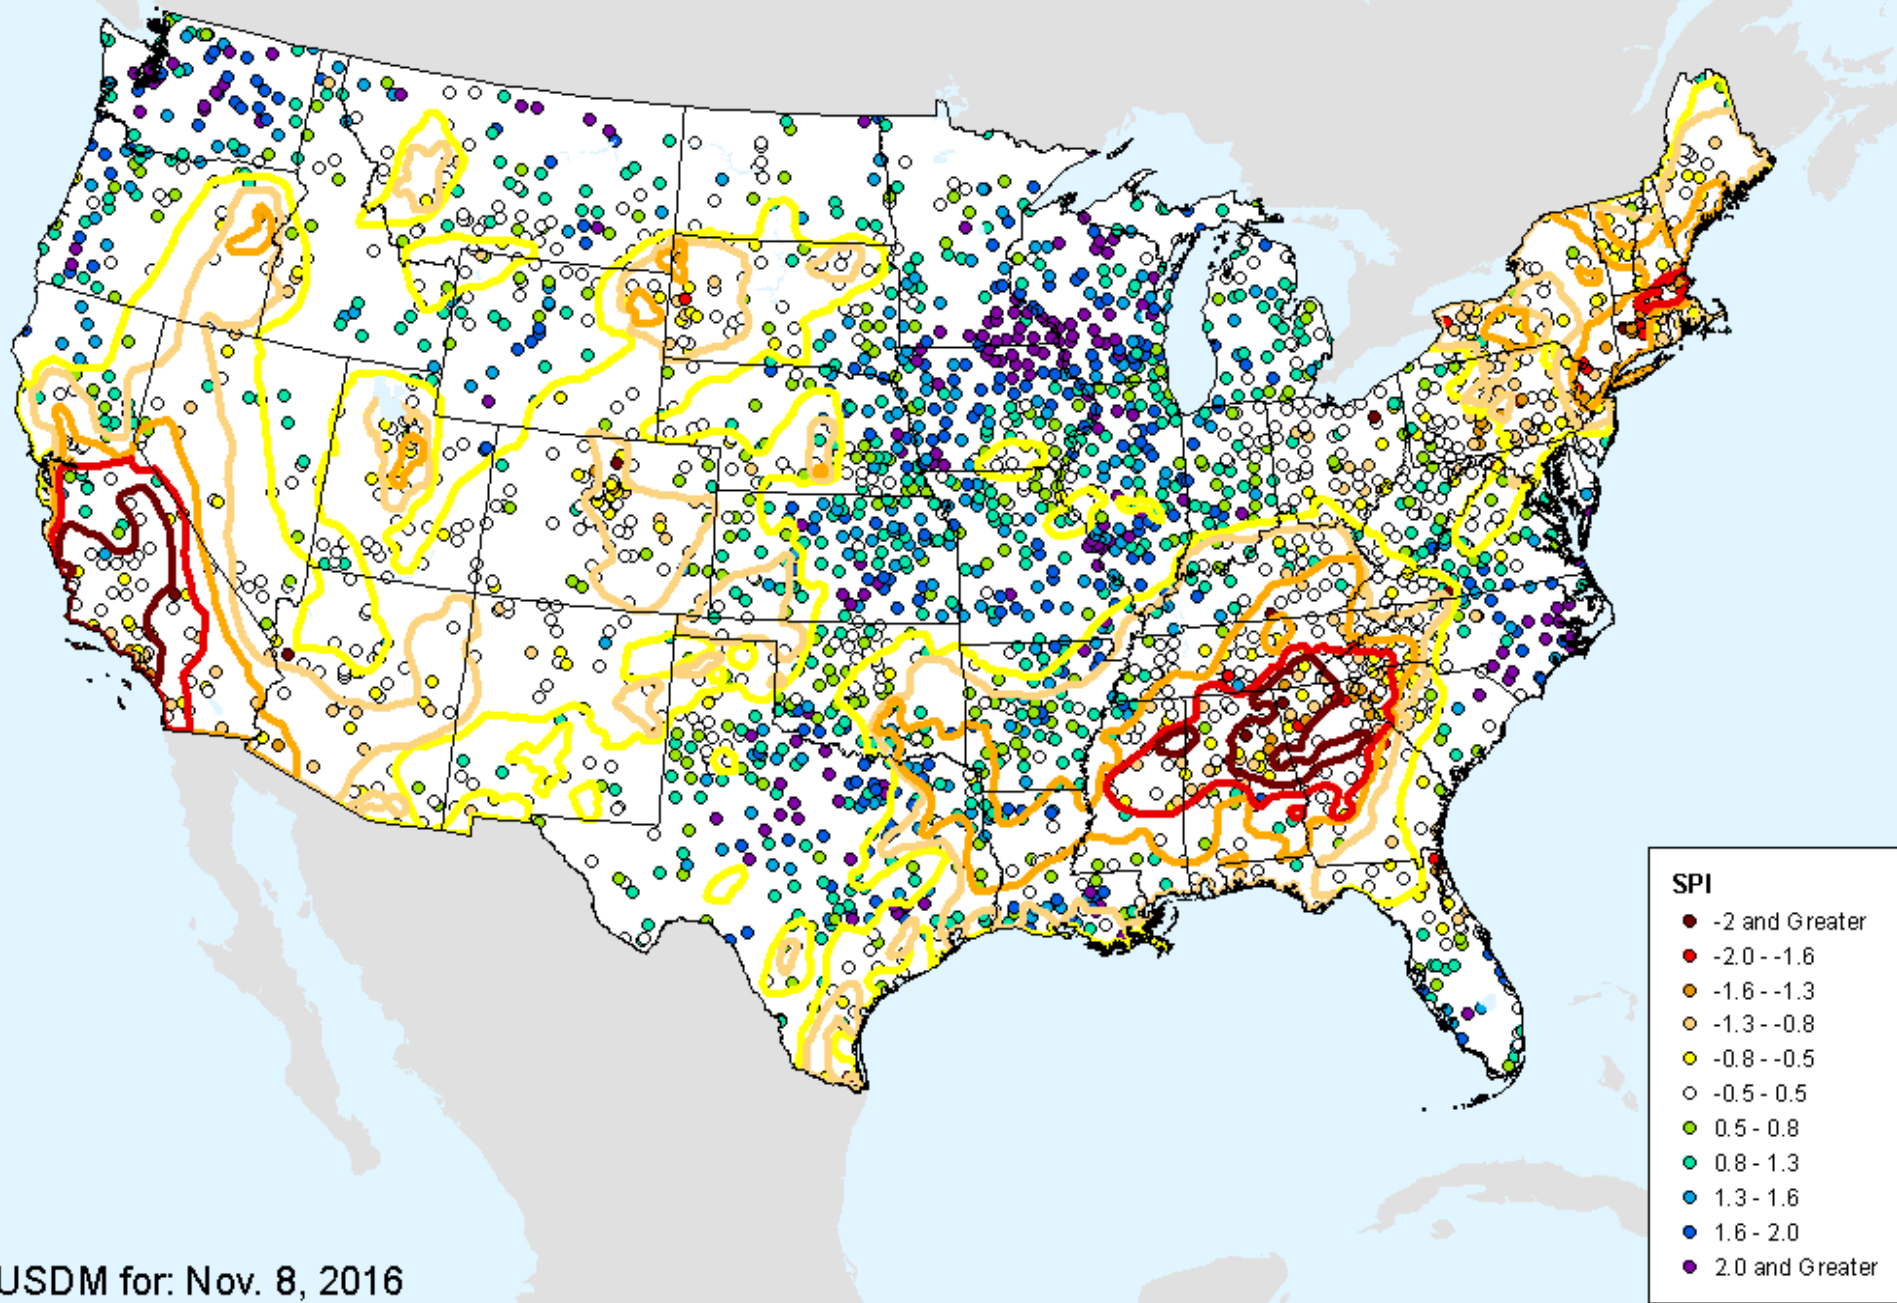 SPI
-2 and Greater
-2.0 - -1.6
-1.6 - -1.3
-1.3 - -0.8
-0.8 - -0.5
-0.5 - 0.5
0.5 - 0.8
0.8 - 1.3
1.3 - 1.6
1.6 - 2.0
2.0 and Greater
USDM for: Nov. 8, 2016